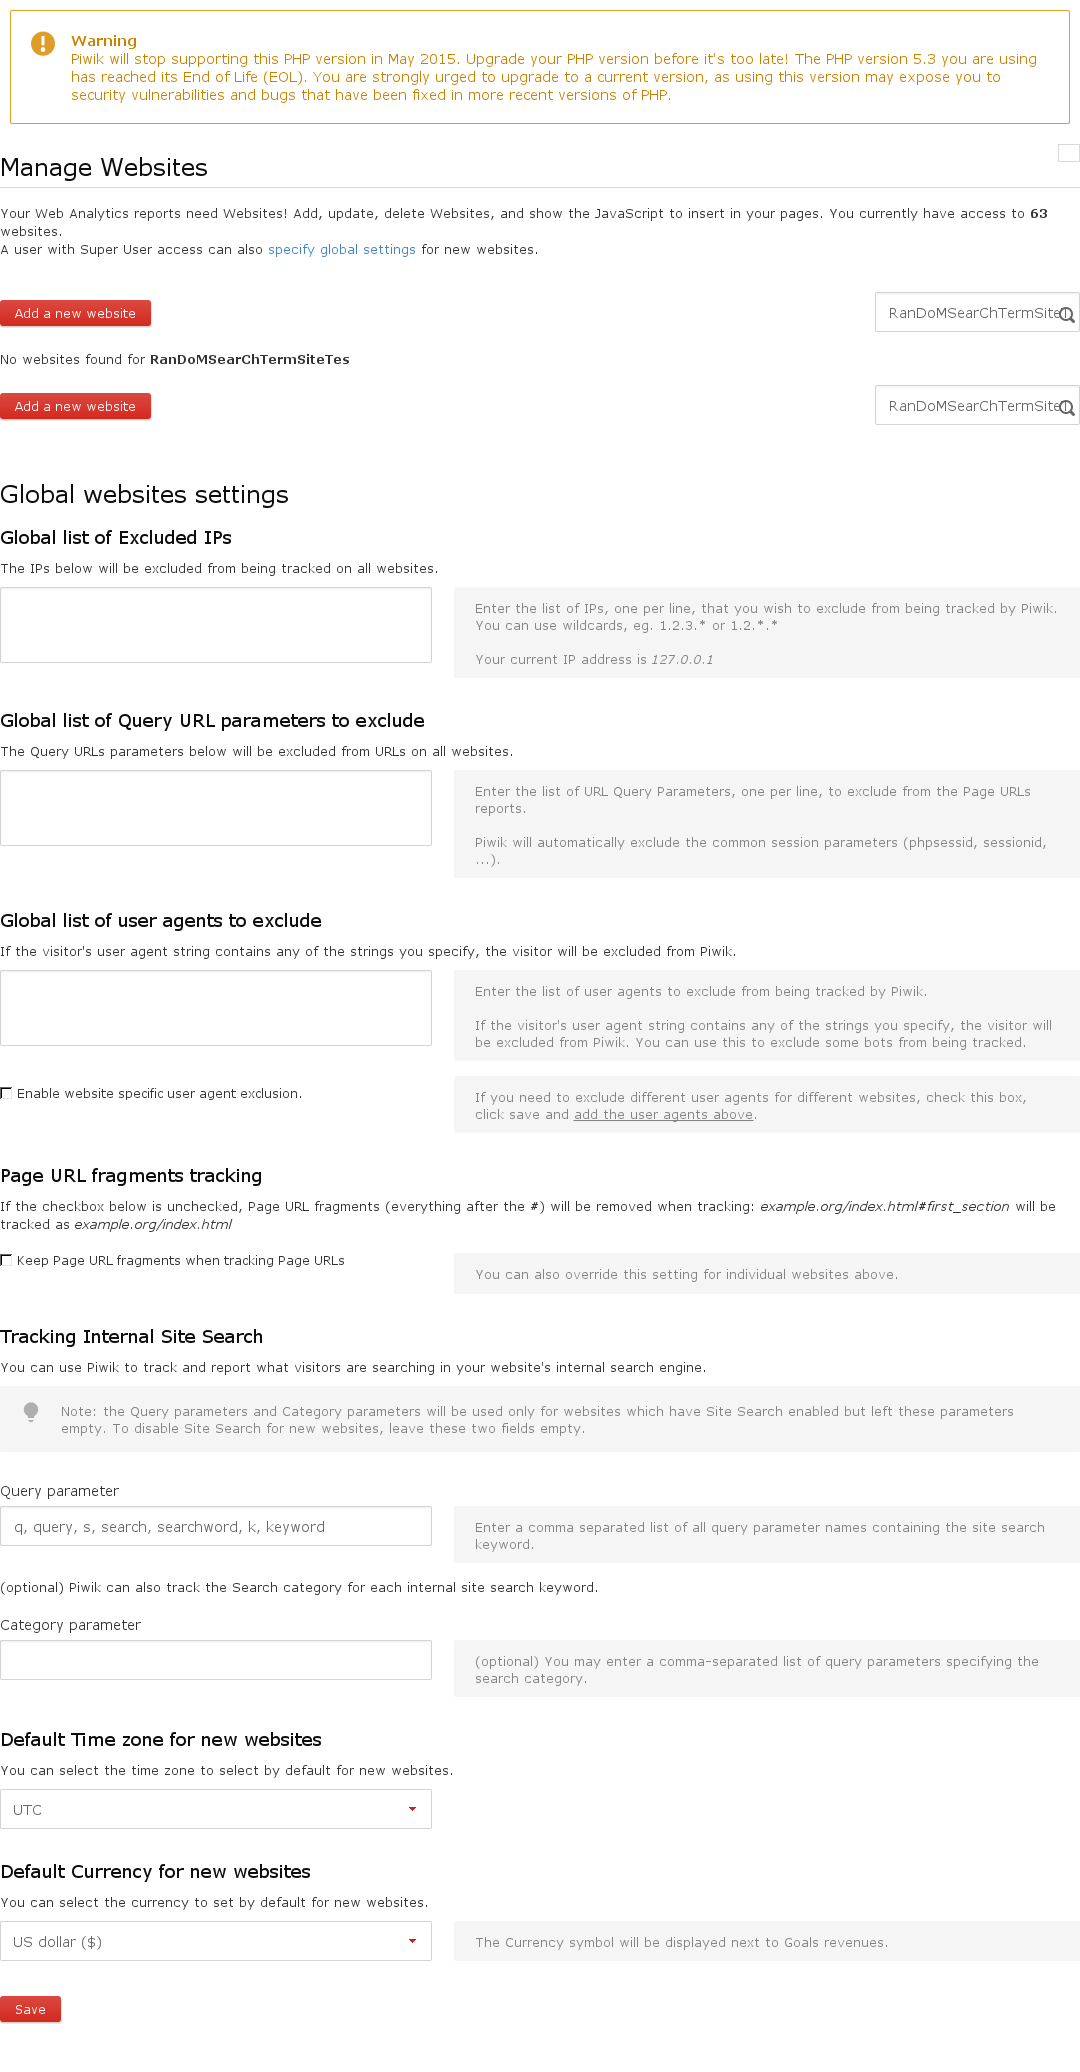 Warning
Piwik will stop supporting this PHP version in May 2015. Upgrade your PHP version before it's too late! The PHP version 5.3 you are using
has reached its End of Life (EOL). You are strongly urged to upgrade to a current version, as using this version may expose you to
security vulnerabilities and bugs that have been fixed in more recent versions of PHP.
Manage Websites
Your Web Analytics reports need Websites! Add, update, delete Websites, and show the JavaScript to insert in your pages. You currently have access to 63
websites.
A user with Super User access can also specify global settings for new websites.
Add a new website
RanDoMSearChTermSiteT
No websites found for RanDoMSearChTermSiteTes
Add a new website
RanDoMSearChTermSiteT
Global websites settings
Global list of Excluded IPs
The IPs below will be excluded from being tracked on all websites.
Enter the list of IPs, one per line, that you wish to exclude from being tracked by Piwik.
You can use wildcards, eg. 1.2.3.* or 1.2.*.*
Your current IP address is 127.0.0.1
Global list of Query URL parameters to exclude
The Query URLs parameters below will be excluded from URLs on all websites.
Enter the list of URL Query Parameters, one per line, to exclude from the Page URLs
reports.
Piwik will automatically exclude the common session parameters (phpsessid, sessionid,
...).
Global list of user agents to exclude
If the visitor's user agent string contains any of the strings you specify, the visitor will be excluded from Piwik.
Enter the list of user agents to exclude from being tracked by Piwik.
If the visitor's user agent string contains any of the strings you specify, the visitor will
be excluded from Piwik. You can use this to exclude some bots from being tracked.
Enable website specific user agent exclusion.
If you need to exclude different user agents for different websites, check this box,
click save and add the user agents above.
Page URL fragments tracking
If the checkbox below is unchecked, Page URL fragments (everything after the #) will be removed when tracking: example.org/index.html#first_section will be
tracked as example.org/index.html
Keep Page URL fragments when tracking Page URLs
You can also override this setting for individual websites above.
Tracking Internal Site Search
You can use Piwik to track and report what visitors are searching in your website's internal search engine.
Note: the Query parameters and Category parameters will be used only for websites which have Site Search enabled but left these parameters
empty. To disable Site Search for new websites, leave these two fields empty.
Query parameter
q, query, s, search, searchword, k, keyword
Enter a comma separated list of all query parameter names containing the site search
keyword.
(optional) Piwik can also track the Search category for each internal site search keyword.
Category parameter
(optional) You may enter a comma-separated list of query parameters specifying the
search category.
Default Time zone for new websites
You can select the time zone to select by default for new websites.
UTC
Default Currency for new websites
You can select the currency to set by default for new websites.
US dollar ($)
The Currency symbol will be displayed next to Goals revenues.
Save